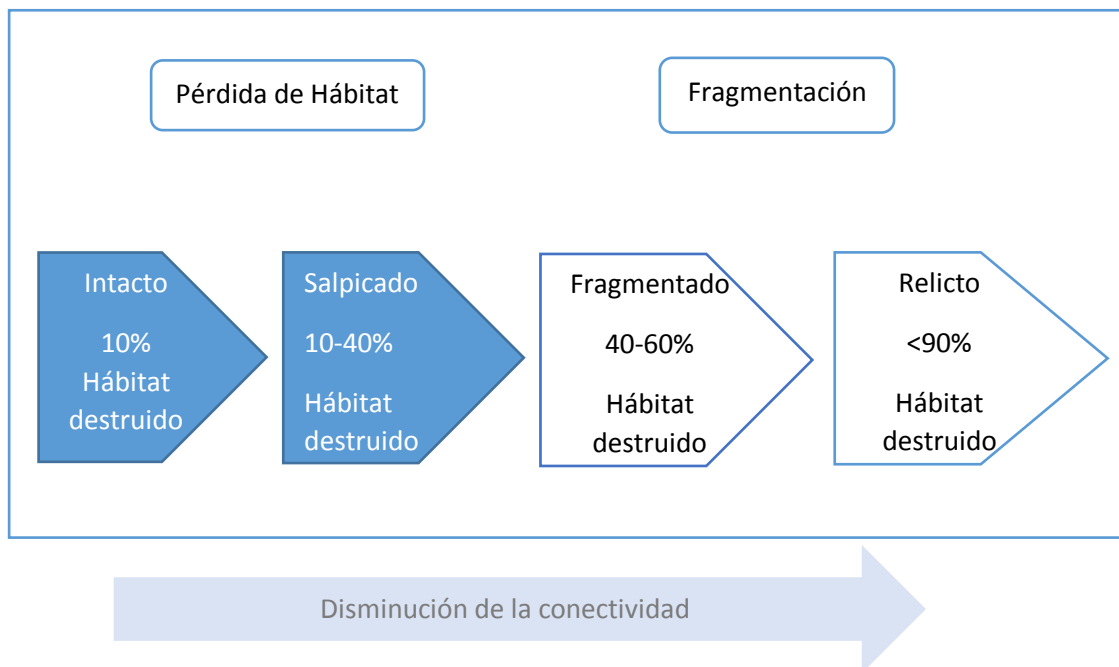 Pérdida de Hábitat
Fragmentación
Intacto
10%
Hábitat
destruido
Salpicado
10-40%
Hábitat
destruido
Fragmentado
40-60%
Hábitat
destruido
Relicto
<90%
Hábitat
destruido
Disminución de la conectividad